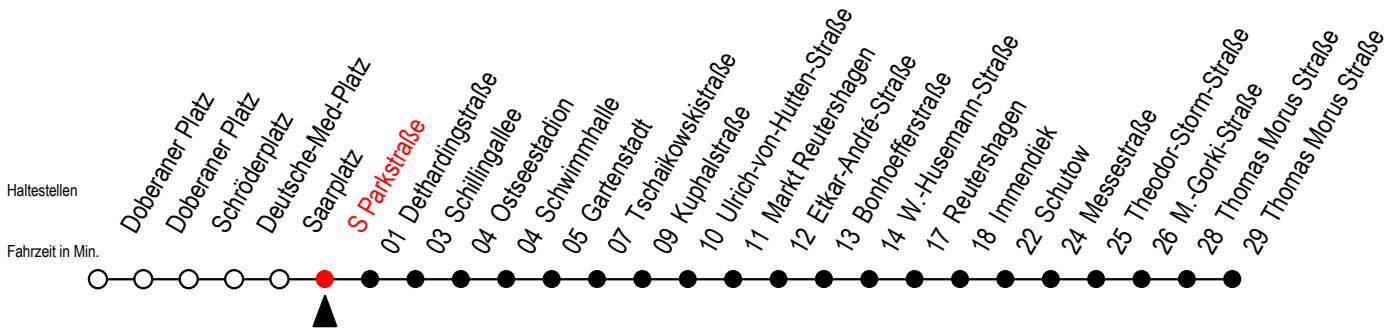 Haltestellen
Fahrzeit in Min.
Doberaner Platz
Doberaner Platz
Schröderplatz
Deutsche-Med-Platz
Saarplatz
S Parkstraße
01 Dethardingstraße
03 Schillingallee
04 Ostseestadion
04 Schwimmhalle
05 Gartenstadt
07 Tschaikowskistraße
09 Kuphalstraße
10 Ulrich-von-Hutten-Straße
11 Markt Reutershagen
12 Etkar-André-Straße
13 Bonhoefferstraße
14 W.-Husemann-Straße
17 Reutershagen
18 Immendiek
22 Schutow
24 Messestraße
25 Theodor-Storm-Straße
26 M.-Gorki-Straße
28 Thomas Morus Straße
29 Thomas Morus Straße